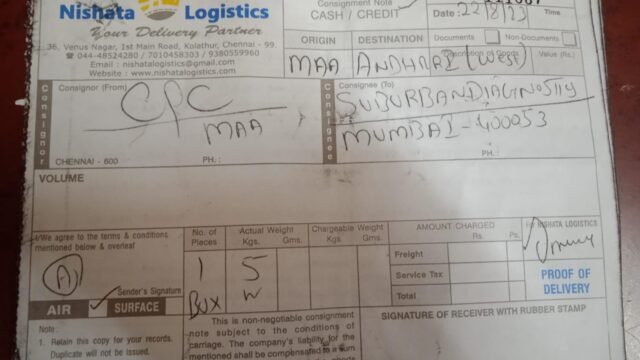 Nishata Logistics
Your Delivery Partner
36, Venus Nagar, 1st Main Road, Kolathur, Chennai - 99.
044-48524280 / 7010458303 / 9380559960
Email : nishatalogistics@gmail.com
Website : www.nishatalogistics.com
Consignment Note
CASH / CREDIT
Date : 22/8/23
ORIGIN DESTINATION Documents Non-Documents
Description of Goods Value (Rs.)
MAA ANDHRAI (West)
Consignor Consignor (From)
CPC
MAA
CHENNAI - 600 PH. :
Consignee Consignee (To)
SUBURBAN
MUMBAI - 400053
PH. :
VOLUME
I/We agree to the terms & conditions
mentioned below & overleaf
Sender's Signature
AIR SURFACE
No. of Places
1
BOX
Actual Weight
Kgs. Gms.
5
Chargeable Weight
Kgs. Gms.
AMOUNT CHARGED
Rs. Ps.
Freight
Service Tax
Total
For NISHATA LOGISTICS
PROOF OF
DELIVERY
Note :
1. Retain this copy for your records.
Duplicate will not be issued.
This is non-negotiable consignment
note subject to the conditions of
carriage. The company's liability for the
mentioned shall be compensated to a sum
SIGNATURE OF RECEIVER WITH RUBBER STAMP